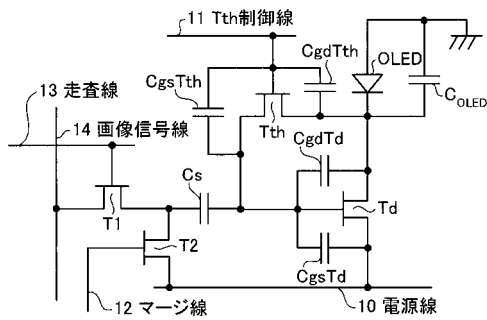 11 Tth制御線
CgdTth
OLED
CgsTth
COLED
13 走査線
14 画像信号線
Tth
CgdTd
Cs
Td
T1
T2
CgsTd
12 マージ線
10 電源線